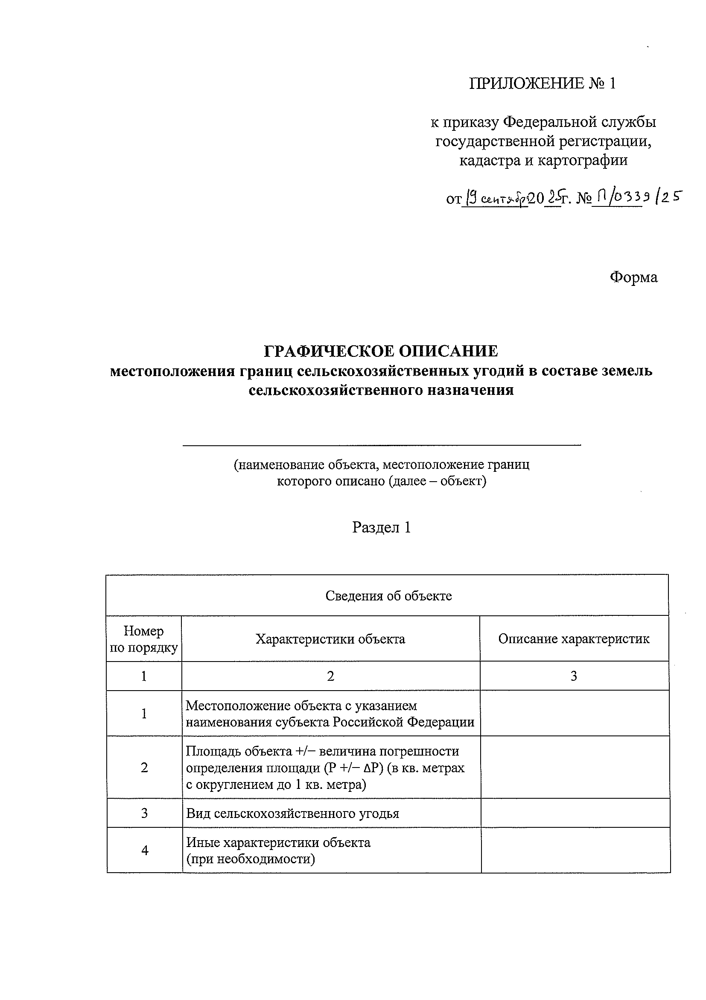 ПРИЛОЖЕНИЕ № 1
к приказу Федеральной службы
государственной регистрации,
кадастра и картографии
от 19 сентябр 2025г. № П/0339/25
Форма
ГРАФИЧЕСКОЕ ОПИСАНИЕ
местоположения границ сельскохозяйственных угодий в составе земель
сельскохозяйственного назначения
(наименование объекта, местоположение границ
которого описано (далее – объект)
Раздел 1
Сведения об объекте
Номер
по порядку
Характеристики объекта
Описание характеристик
1
2
3
1
Местоположение объекта с указанием
наименования субъекта Российской Федерации
2
Площадь объекта +/– величина погрешности
определения площади (P +/– ΔP) (в кв. метрах
с округлением до 1 кв. метра)
3
Вид сельскохозяйственного угодья
4
Иные характеристики объекта
(при необходимости)